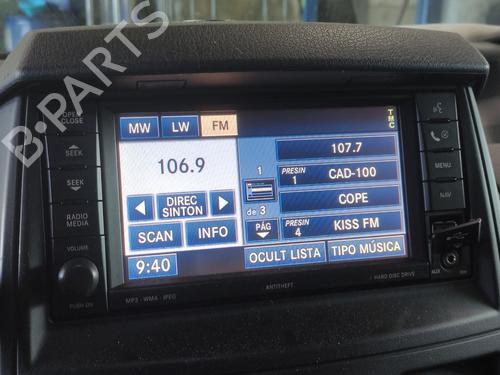 OPEN
CLOSE
SEEK
SEEK
RADIO
MEDIA
VOLUME
PUSH ON
MW
LW
FM
TMC
106.9
DIREC
SINTON
SCAN
INFO
9:40
1
de 3
PÁG
107.7
PRESIN
1
CAD-100
COPE
PRESIN
4
KISS FM
OCULT LISTA
TIPO MÚSICA
MENU
NAV
AUX
MP3 - WMA - JPEG
ANTITHEFT
HARD DISC DRIVE
B-PARTS